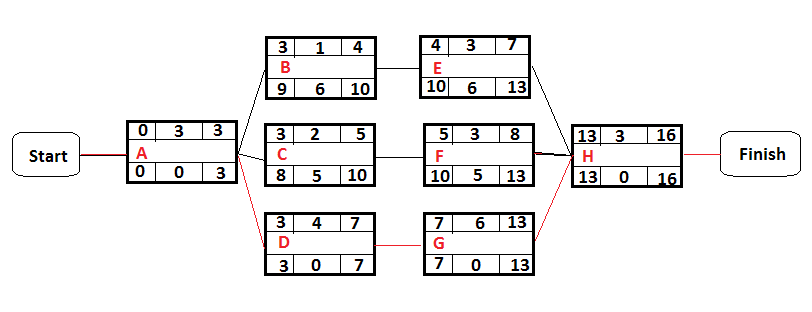 Start
0 3 3
A
0 0 3
3 1 4
B
9 6 10
4 3 7
E
10 6 13
3 2 5
C
8 5 10
5 3 8
F
10 5 13
3 4 7
D
3 0 7
7 6 13
G
7 0 13
13 3 16
H
13 0 16
Finish